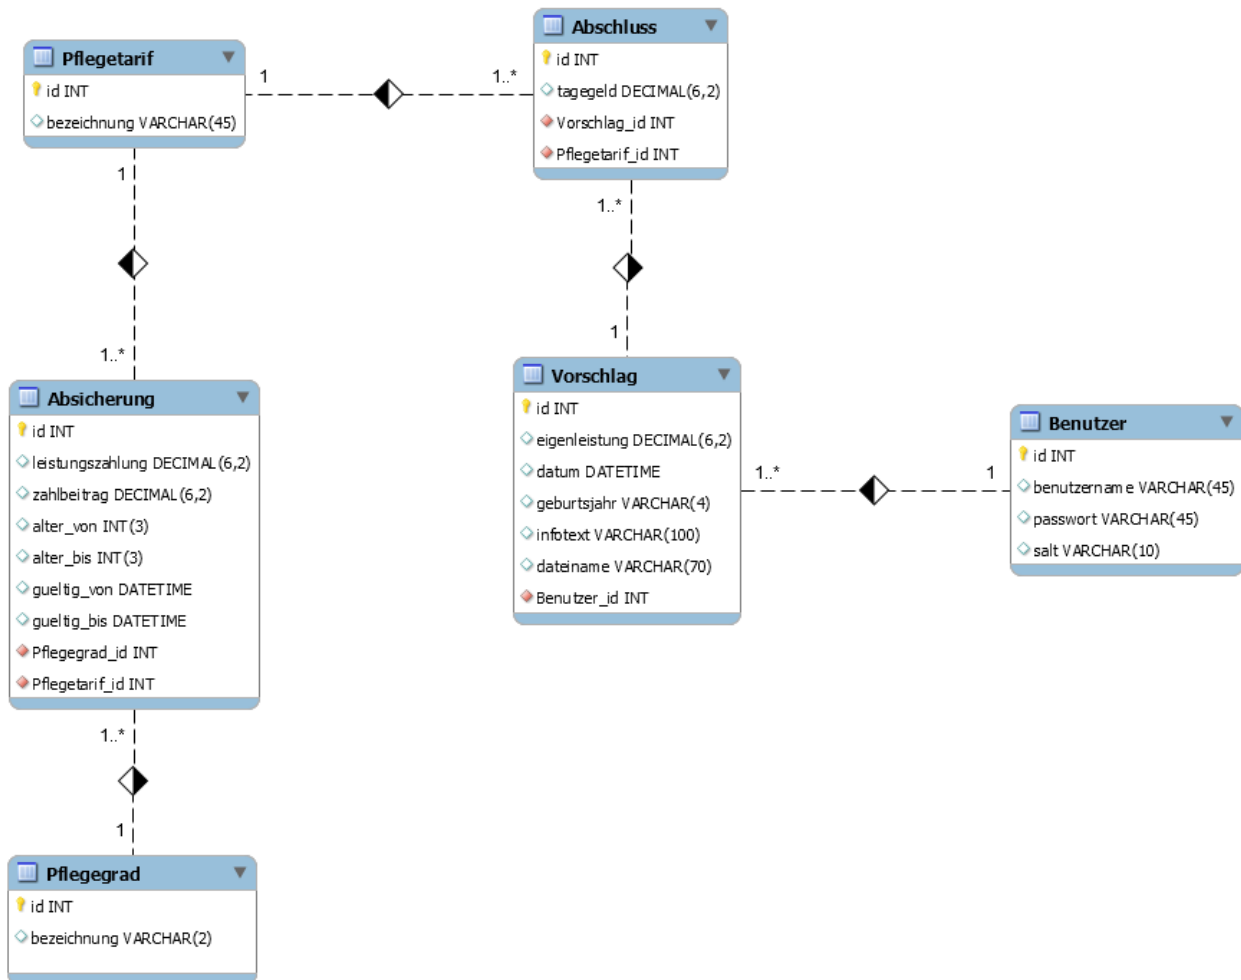 Pflegetarif
id INT
bezeichnung VARCHAR(45)
1
1..*
Abschluss
id INT
tagegeld DECIMAL(6,2)
Vorschlag_id INT
Pflegetarif_id INT
1
1..*
1..*
1
Absicherung
id INT
leistungszahlung DECIMAL(6,2)
zahlbeitrag DECIMAL(6,2)
alter_von INT(3)
alter_bis INT(3)
gueltig_von DATETIME
gueltig_bis DATETIME
Pflegegrad_id INT
Pflegetarif_id INT
Vorschlag
id INT
eigenleistung DECIMAL(6,2)
datum DATETIME
geburtsjahr VARCHAR(4)
infotext VARCHAR(100)
dateiname VARCHAR(70)
Benutzer_id INT
1..*
1
Benutzer
id INT
benutzername VARCHAR(45)
passwort VARCHAR(45)
salt VARCHAR(10)
1..*
1
Pflegegrad
id INT
bezeichnung VARCHAR(2)